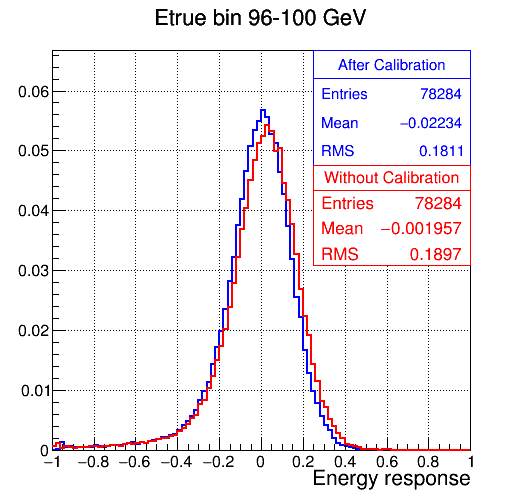 Etrue bin 96-100 GeV
After Calibration
Entries 78284
Mean −0.02234
RMS 0.1811
Without Calibration
Entries 78284
Mean −0.001957
RMS 0.1897
0.06
0.05
0.04
0.03
0.02
0.01
0
−1 −0.8 −0.6 −0.4 −0.2 0 0.2 0.4 0.6 0.8 1
Energy response